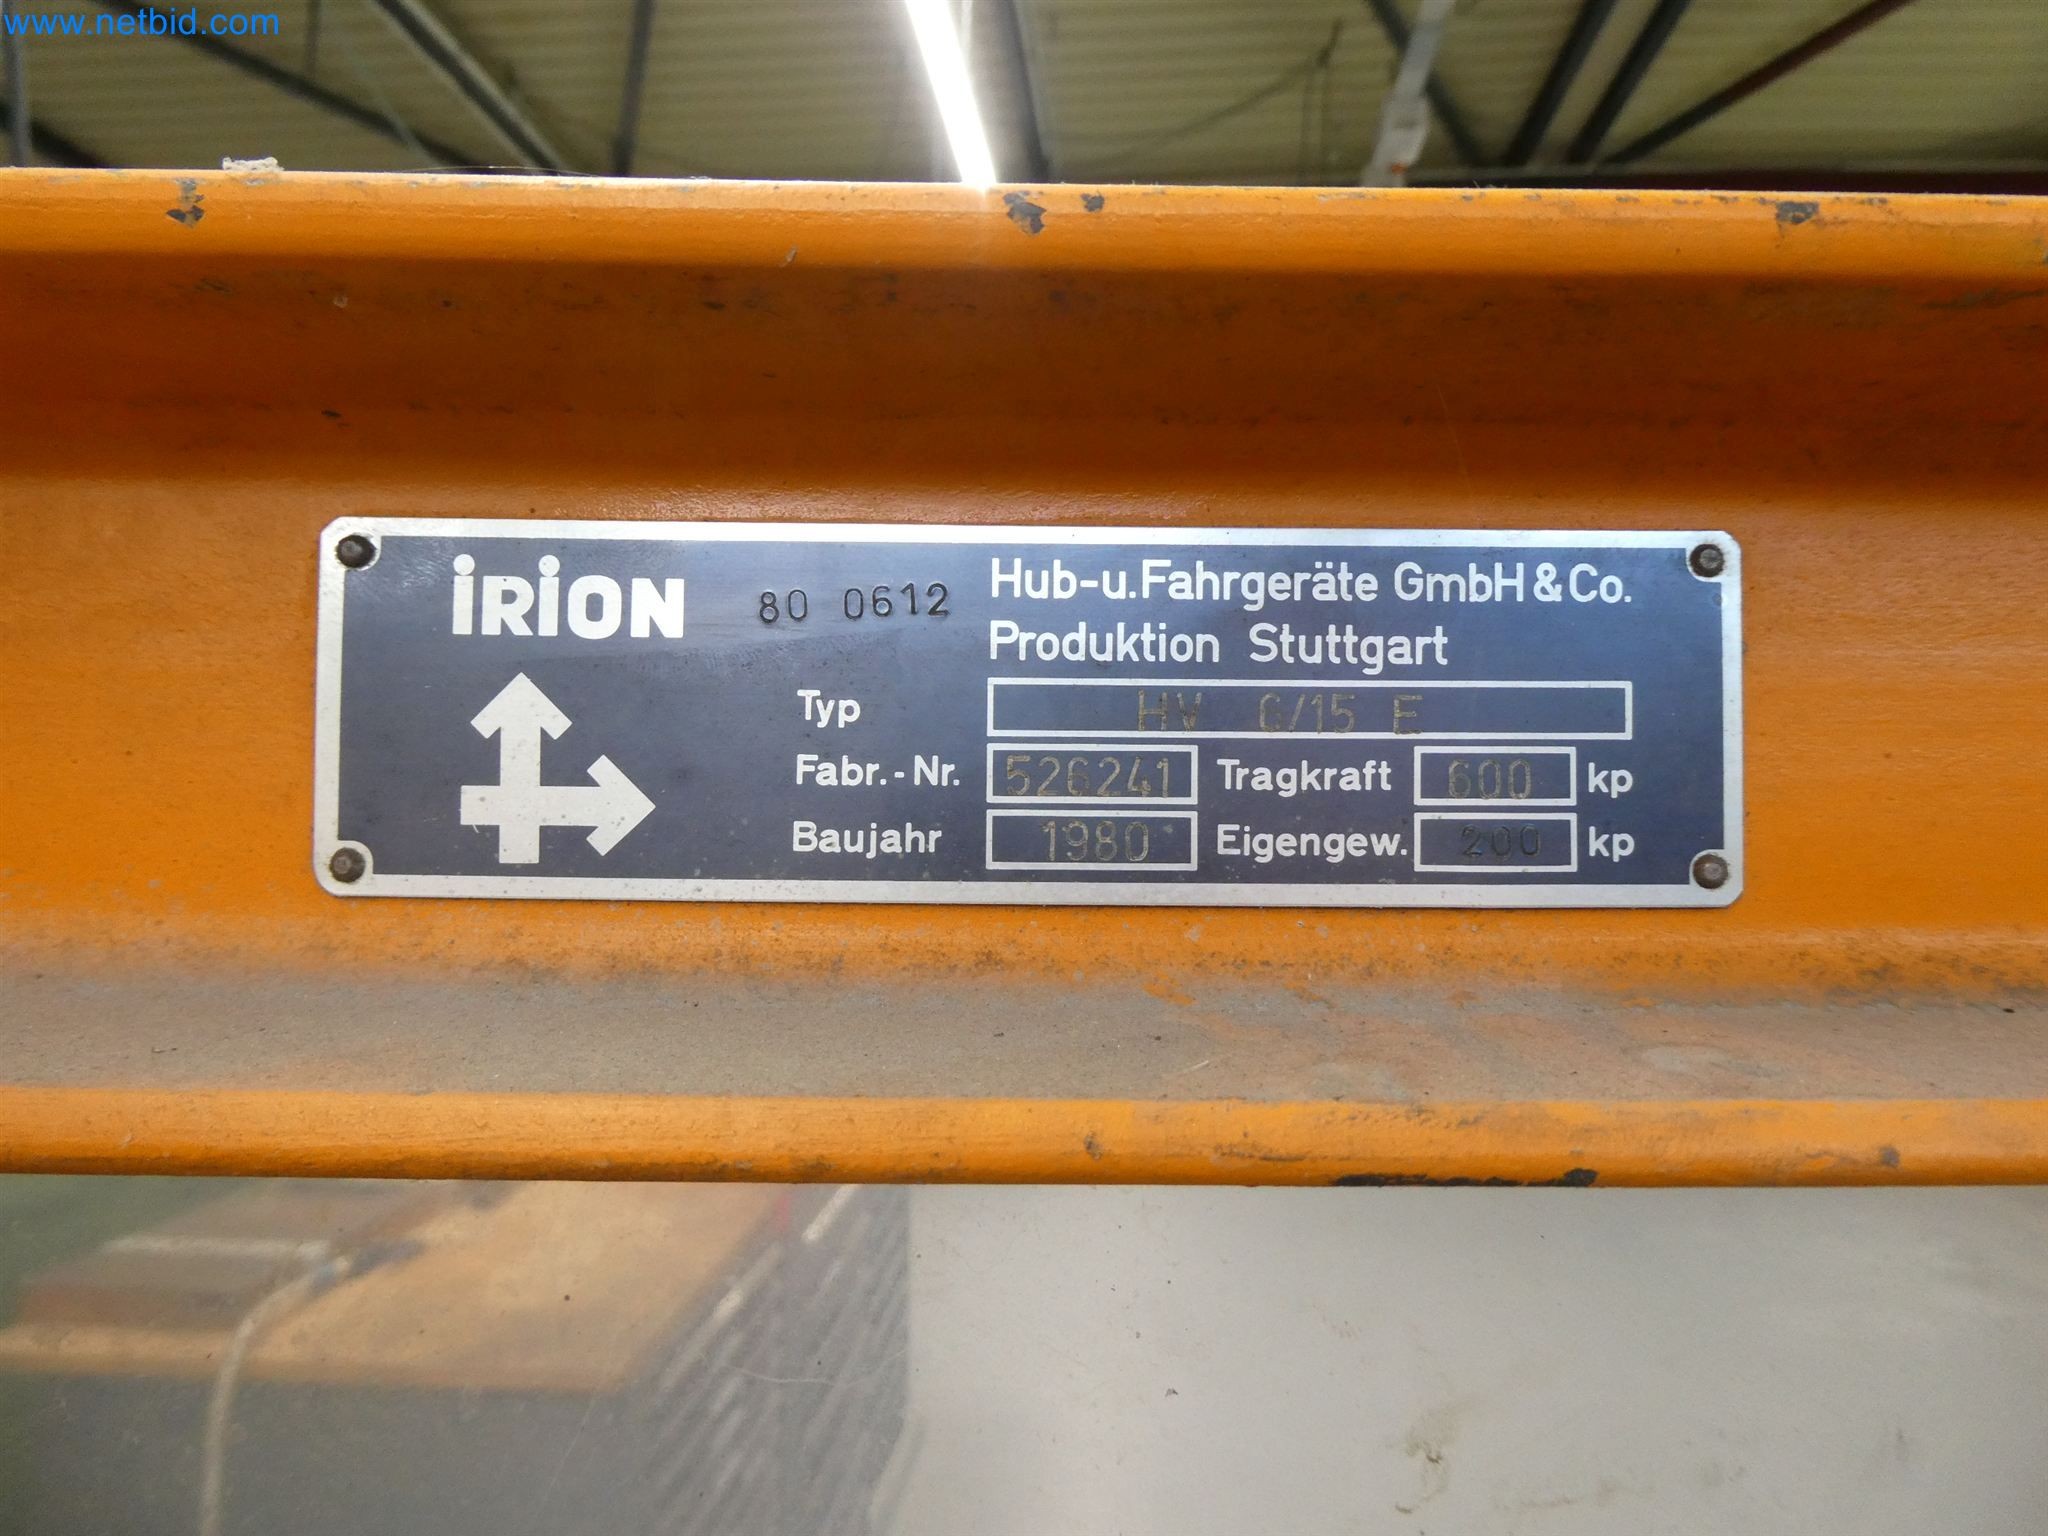 www.netbid.com
iRiON 80 0612 Hub-u.Fahrgeräte GmbH & Co.
Produktion Stuttgart
Typ HV 6/15 E
Fabr.-Nr. 526241 Tragkraft 600 kp
Baujahr 1980 Eigengew. 200 kp